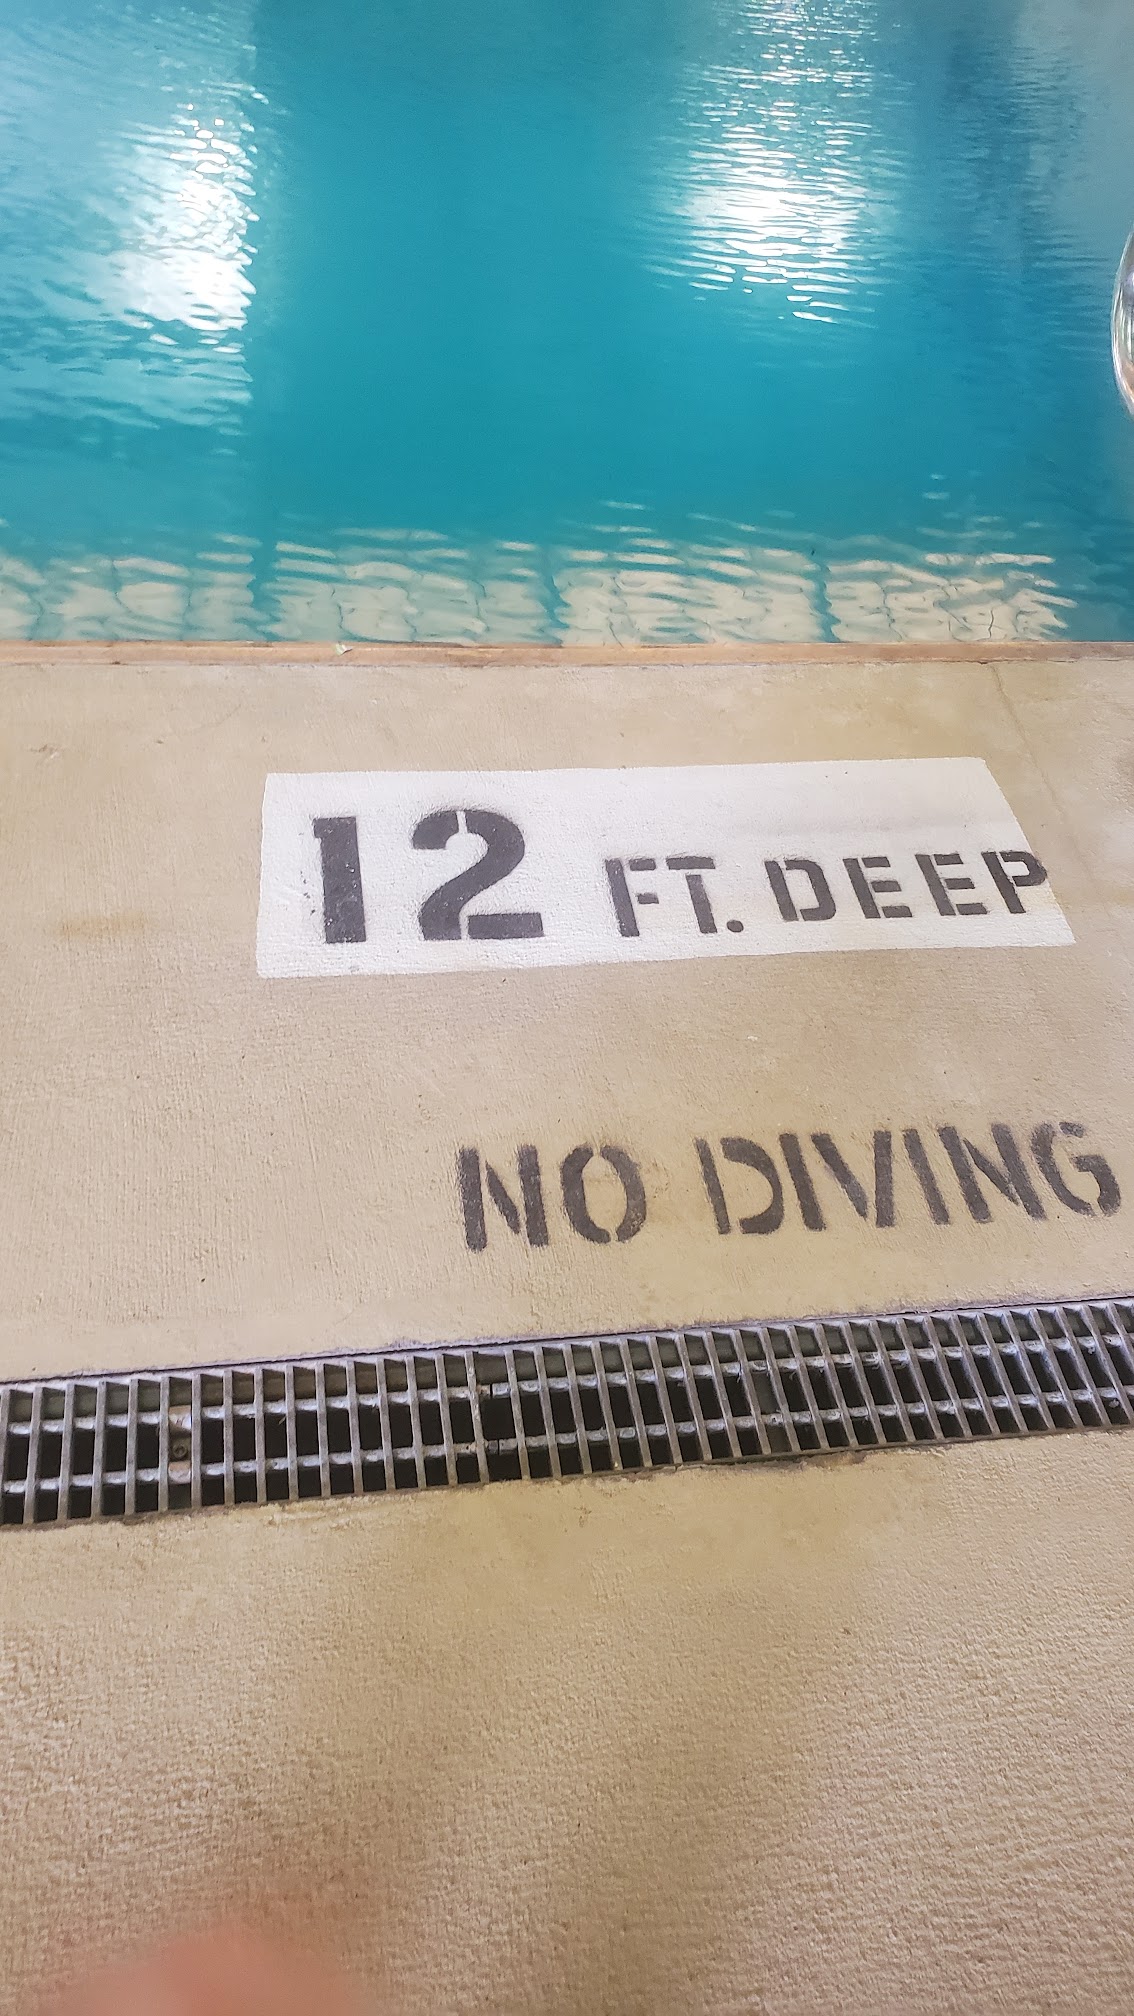 12 FT. DEEP
NO DIVING